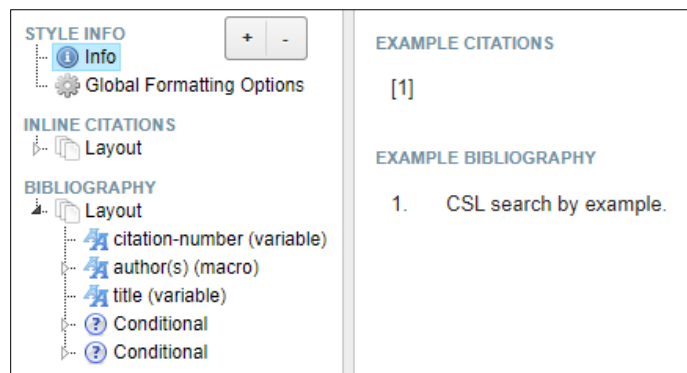 STYLE INFO
+ -
Info
Global Formatting Options
INLINE CITATIONS
Layout
BIBLIOGRAPHY
Layout
citation-number (variable)
author(s) (macro)
title (variable)
? Conditional
? Conditional
EXAMPLE CITATIONS
[1]
EXAMPLE BIBLIOGRAPHY
1. CSL search by example.